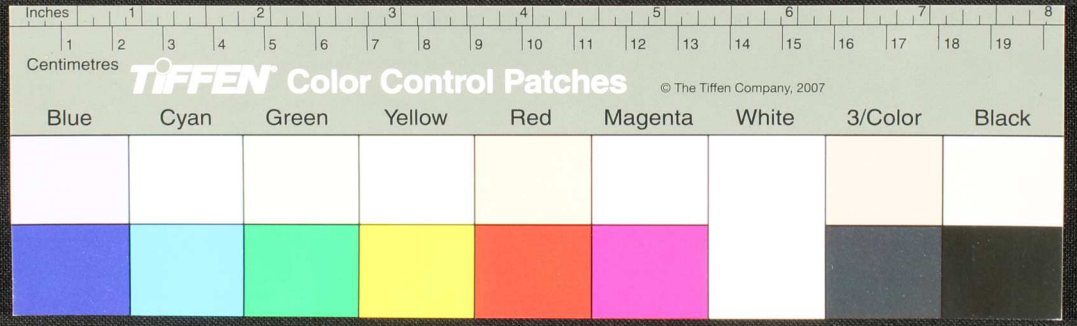 Inches 1 2 3 4 5 6 7 8
1 2 3 4 5 6 7 8 9 10 11 12 13 14 15 16 17 18 19
Centimetres
TIFFEN® Color Control Patches © The Tiffen Company, 2007
Blue Cyan Green Yellow Red Magenta White 3/Color Black